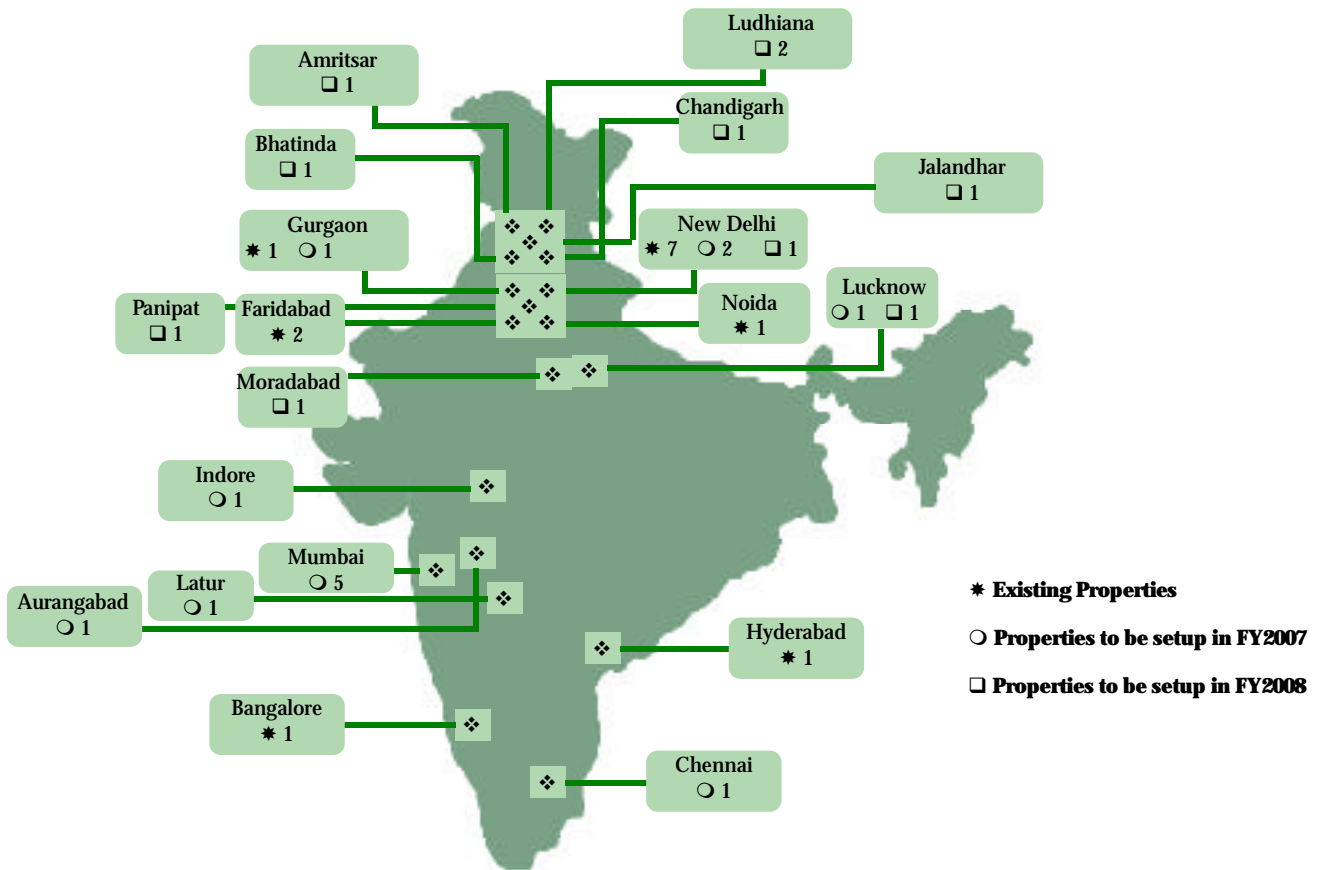 Ludhiana
❑ 2
Amritsar
❑ 1
Chandigarh
❑ 1
Bhatinda
❑ 1
Jalandhar
❑ 1
Gurgaon
✷ 1 ❍ 1
New Delhi
✷ 7 ❍ 2 ❑ 1
Lucknow
❍ 1 ❑ 1
Panipat
❑ 1
Faridabad
✷ 2
Noida
✷ 1
Moradabad
❑ 1
Indore
❍ 1
Mumbai
❍ 5
Latur
❍ 1
Aurangabad
❍ 1
✷ Existing Properties
❍ Properties to be setup in FY2007
❑ Properties to be setup in FY2008
Hyderabad
✷ 1
Bangalore
✷ 1
Chennai
❍ 1